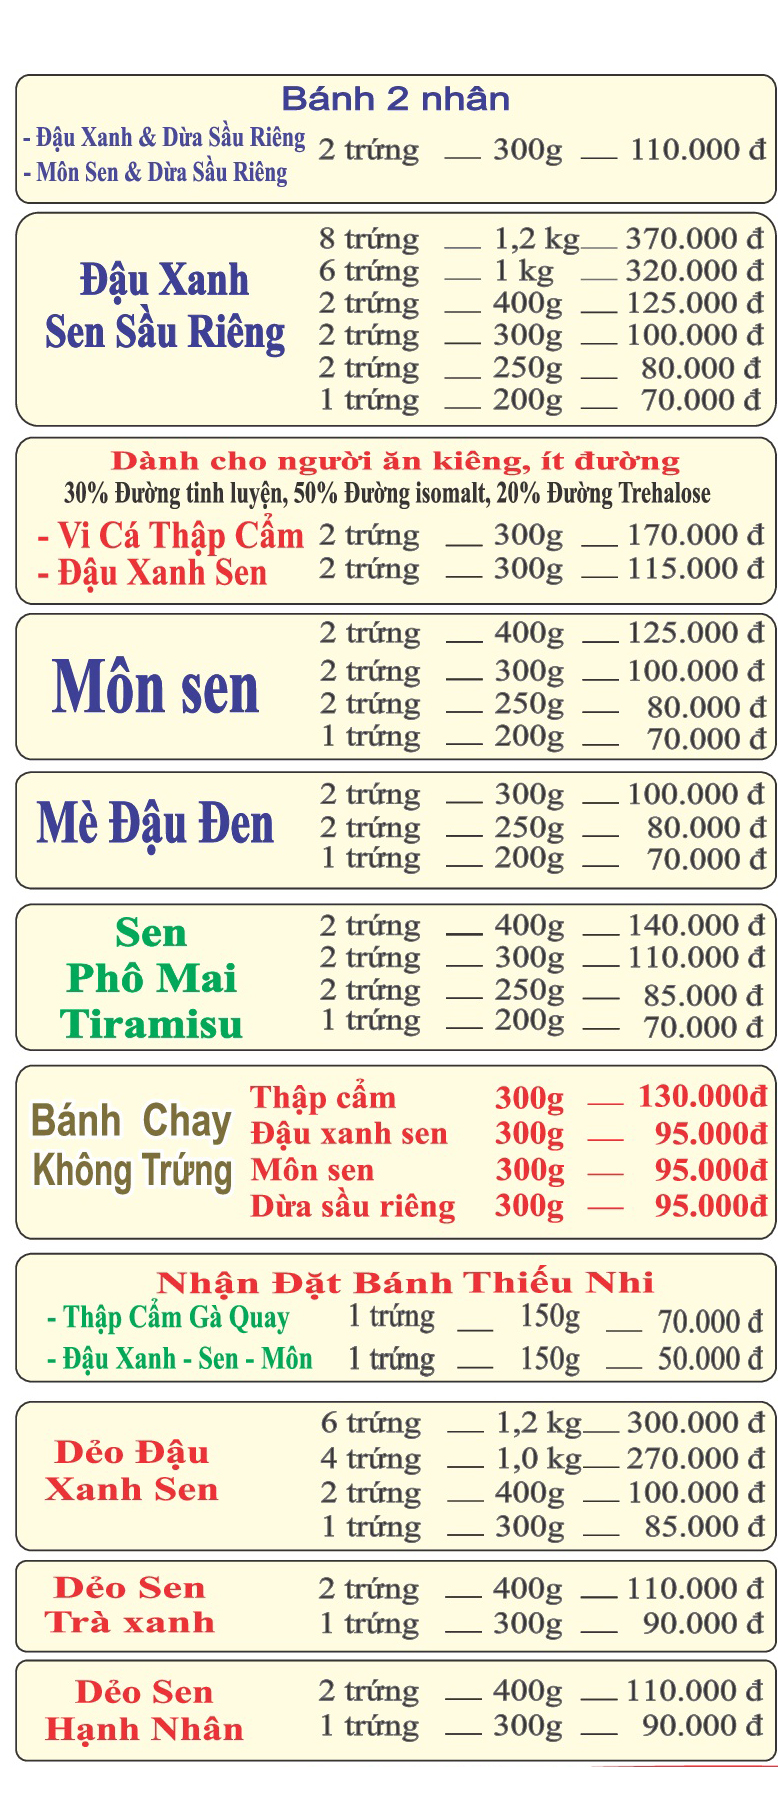 Bánh 2 nhân
- Đậu Xanh & Dừa Sầu Riêng
- Môn Sen & Dừa Sầu Riêng
2 trứng — 300g — 110.000 đ
Đậu Xanh
Sen Sầu Riêng
8 trứng — 1,2 kg — 370.000 đ
6 trứng — 1 kg — 320.000 đ
2 trứng — 400g — 125.000 đ
2 trứng — 300g — 100.000 đ
2 trứng — 250g — 80.000 đ
1 trứng — 200g — 70.000 đ
Dành cho người ăn kiêng, ít đường
30% Đường tinh luyện, 50% Đường isomalt, 20% Đường Trehalose
- Vi Cá Thập Cẩm 2 trứng — 300g — 170.000 đ
- Đậu Xanh Sen 2 trứng — 300g — 115.000 đ
Môn sen
2 trứng — 400g — 125.000 đ
2 trứng — 300g — 100.000 đ
2 trứng — 250g — 80.000 đ
1 trứng — 200g — 70.000 đ
Mè Đậu Đen
2 trứng — 300g — 100.000 đ
2 trứng — 250g — 80.000 đ
1 trứng — 200g — 70.000 đ
Sen
Phô Mai
Tiramisu
2 trứng — 400g — 140.000 đ
2 trứng — 300g — 110.000 đ
2 trứng — 250g — 85.000 đ
1 trứng — 200g — 70.000 đ
Bánh Chay
Không Trứng
Thập cẩm 300g — 130.000đ
Đậu xanh sen 300g — 95.000đ
Môn sen 300g — 95.000đ
Dừa sầu riêng 300g — 95.000đ
Nhận Đặt Bánh Thiếu Nhi
- Thập Cẩm Gà Quay 1 trứng — 150g — 70.000 đ
- Đậu Xanh - Sen - Môn 1 trứng — 150g — 50.000 đ
Dẻo Đậu
Xanh Sen
6 trứng — 1,2 kg — 300.000 đ
4 trứng — 1,0 kg — 270.000 đ
2 trứng — 400g — 100.000 đ
1 trứng — 300g — 85.000 đ
Dẻo Sen
Trà xanh
2 trứng — 400g — 110.000 đ
1 trứng — 300g — 90.000 đ
Dẻo Sen
Hạnh Nhân
2 trứng — 400g — 110.000 đ
1 trứng — 300g — 90.000 đ